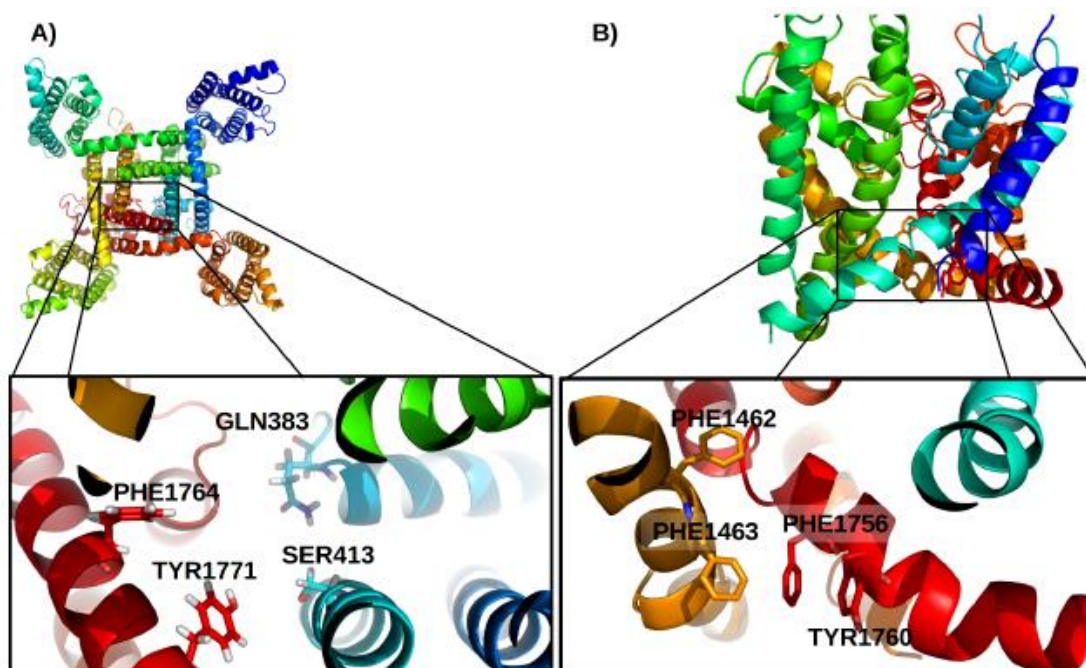 A)
B)
GLN383
PHE1764
TYR1771
SER413
PHE1462
PHE1463
PHE1756
TYR1760